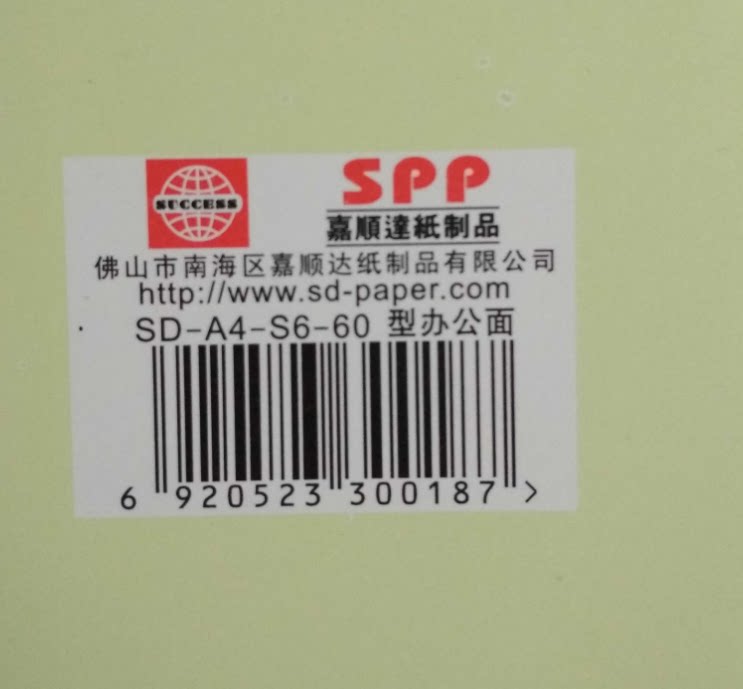 SUCCESS
SPP
嘉順達紙制品
佛山市南海区嘉顺达纸制品有限公司
http://www.sd-paper.com
SD-A4-S6-60 型办公面
6 920523 300187 >